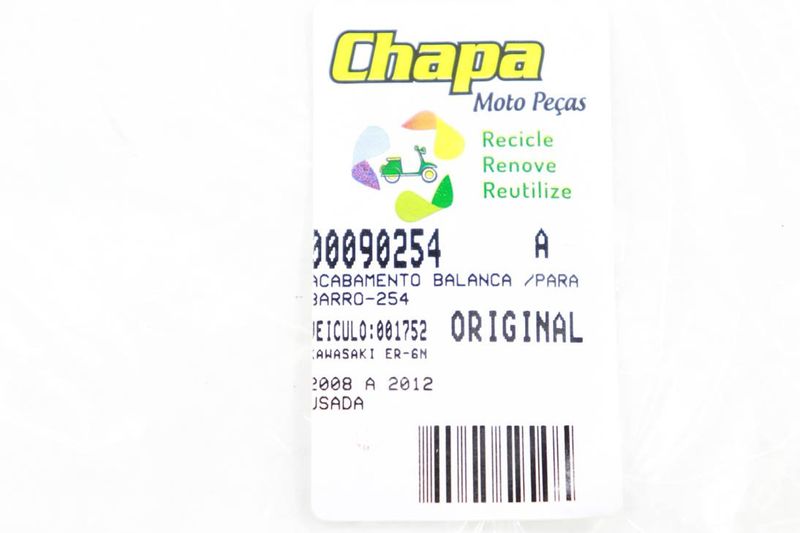 Chapa
Moto Peças
Recicle
Renove
Reutilize
00090254 A
ACABAMENTO BALANCA /PARA
BARRO-254
VEICULO:001752 ORIGINAL
KAWASAKI ER-6N
2008 A 2012
USADA